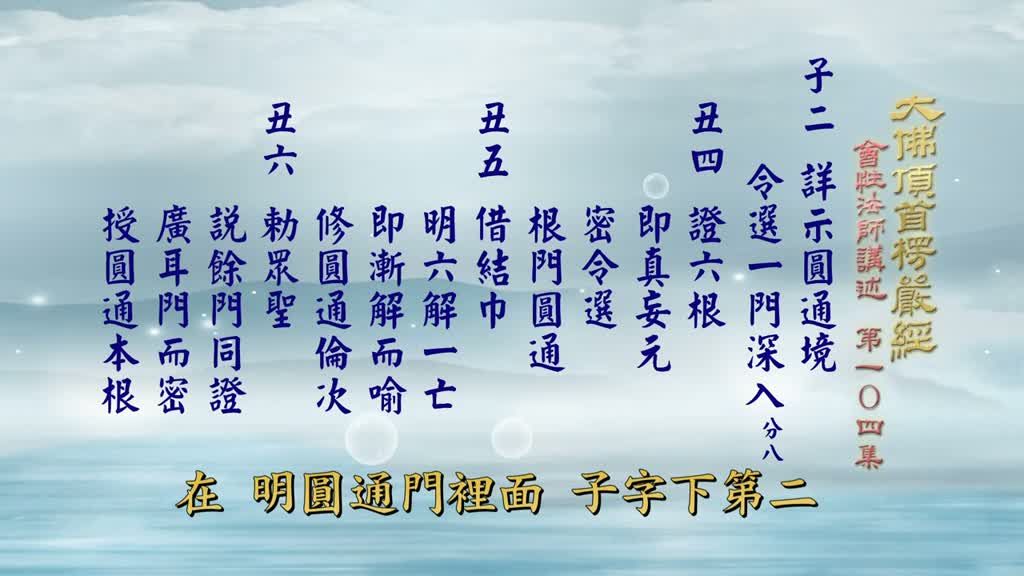 大佛頂首楞嚴經
會性法師講述 第一〇四集
子二 詳示圓通境
令選一門深入分八
丑四 證六根
即真妄元
密令選
根門圓通
丑五 借結巾
明六解一亡
即漸解而喻
修圓通倫次
丑六 勅眾聖
說餘門同證
廣耳門而密
授圓通本根
在 明圓通門裡面 子字下第二